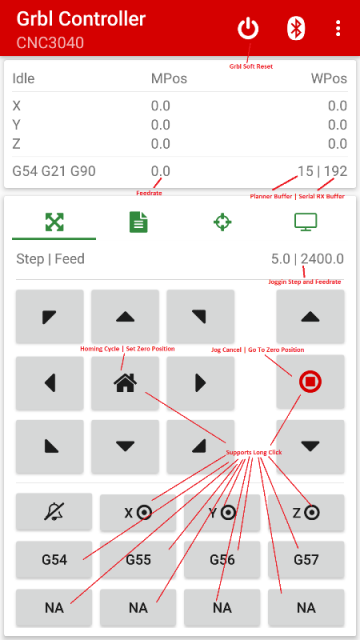 Grbl Controller
CNC3040
Grbl Soft Reset
Idle MPos WPos
X 0.0 0.0
Y 0.0 0.0
Z 0.0 0.0
G54 G21 G90 0.0 15 | 192
Feedrate
Planner Buffer | Serial RX Buffer
Step | Feed 5.0 | 2400.0
Joggin Step and Feedrate
Homing Cycle | Set Zero Position
Jog Cancel | Go To Zero Position
Supports Long Click
X Y Z
G54 G55 G56 G57
NA NA NA NA